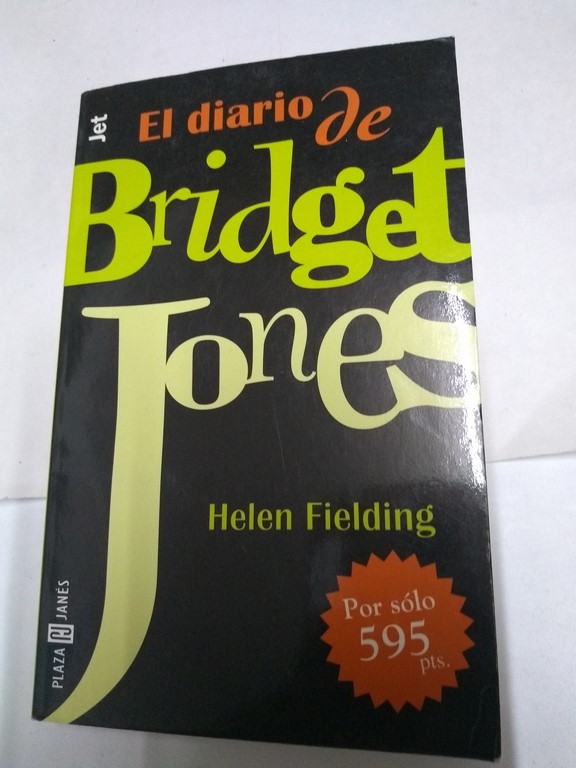 Jet
El diario de
Bridget
Jones
Helen Fielding
Por sólo
595
pts.
PLAZA JANÉS